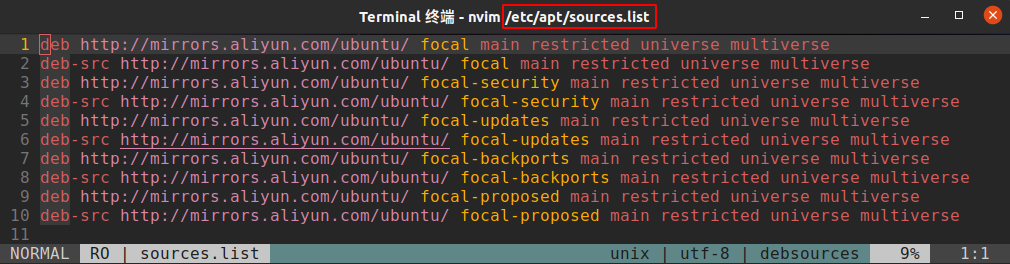 Terminal 终端 - nvim /etc/apt/sources.list
1 deb http://mirrors.aliyun.com/ubuntu/ focal main restricted universe multiverse
2 deb-src http://mirrors.aliyun.com/ubuntu/ focal main restricted universe multiverse
3 deb http://mirrors.aliyun.com/ubuntu/ focal-security main restricted universe multiverse
4 deb-src http://mirrors.aliyun.com/ubuntu/ focal-security main restricted universe multiverse
5 deb http://mirrors.aliyun.com/ubuntu/ focal-updates main restricted universe multiverse
6 deb-src http://mirrors.aliyun.com/ubuntu/ focal-updates main restricted universe multiverse
7 deb http://mirrors.aliyun.com/ubuntu/ focal-backports main restricted universe multiverse
8 deb-src http://mirrors.aliyun.com/ubuntu/ focal-backports main restricted universe multiverse
9 deb http://mirrors.aliyun.com/ubuntu/ focal-proposed main restricted universe multiverse
10 deb-src http://mirrors.aliyun.com/ubuntu/ focal-proposed main restricted universe multiverse
11
NORMAL RO | sources.list unix | utf-8 | debsources 9% 1:1